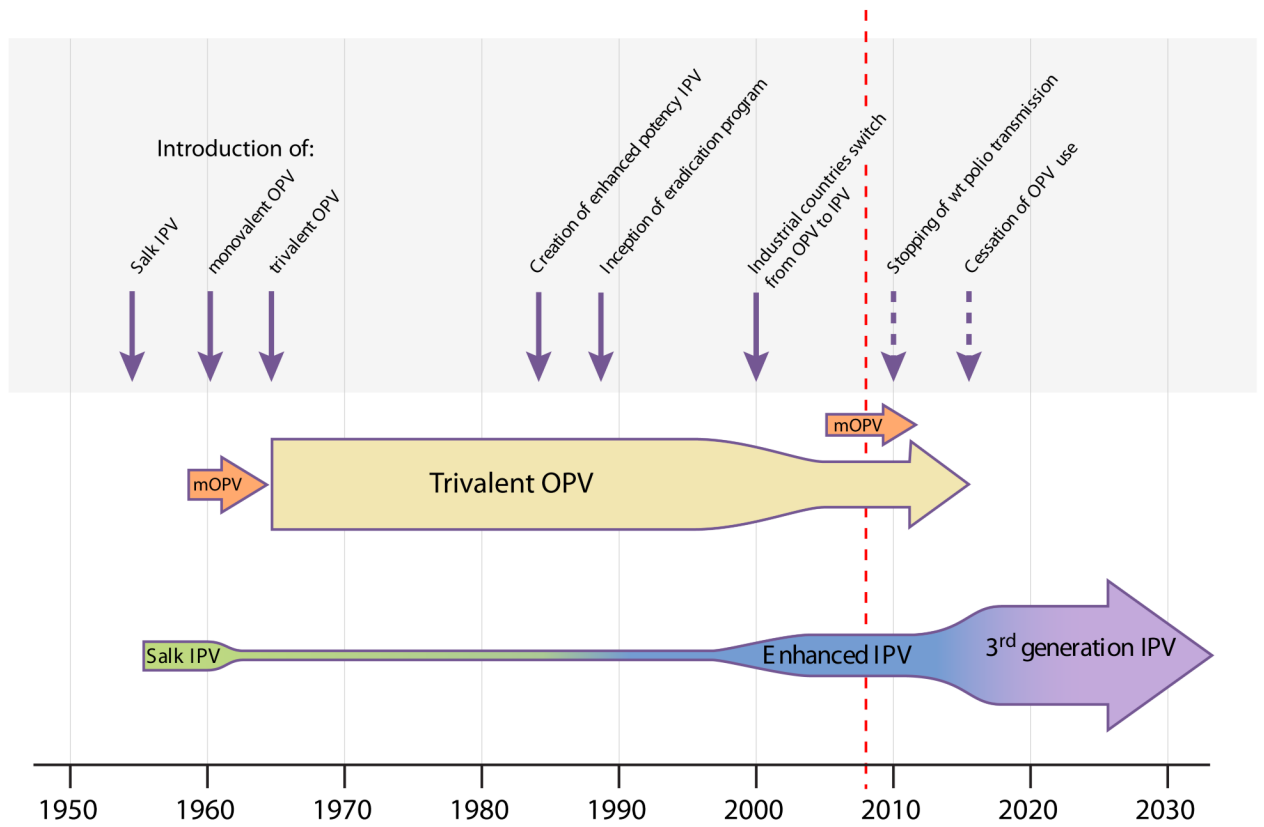 Introduction of:
Salk IPV
monovalent OPV
trivalent OPV
Creation of enhanced potency IPV
Inception of eradication program
Industrial countries switch
from OPV to IPV
Stopping of wt polio transmission
Cessation of OPV use
mOPV
mOPV
Trivalent OPV
Salk IPV
Enhanced IPV
3rd generation IPV
1950 1960 1970 1980 1990 2000 2010 2020 2030